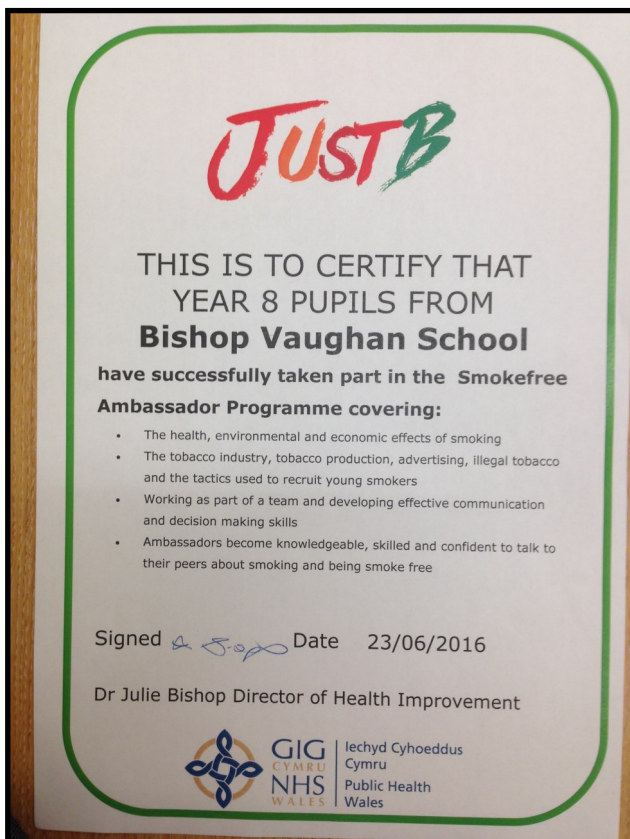 JUST B
THIS IS TO CERTIFY THAT
YEAR 8 PUPILS FROM
Bishop Vaughan School
have successfully taken part in the Smokefree
Ambassador Programme covering:
• The health, environmental and economic effects of smoking
• The tobacco industry, tobacco production, advertising, illegal tobacco
and the tactics used to recruit young smokers
• Working as part of a team and developing effective communication
and decision making skills
• Ambassadors become knowledgeable, skilled and confident to talk to
their peers about smoking and being smoke free
Signed Date 23/06/2016
Dr Julie Bishop Director of Health Improvement
GIG
CYMRU
NHS
WALES
Iechyd Cyhoeddus
Cymru
Public Health
Wales